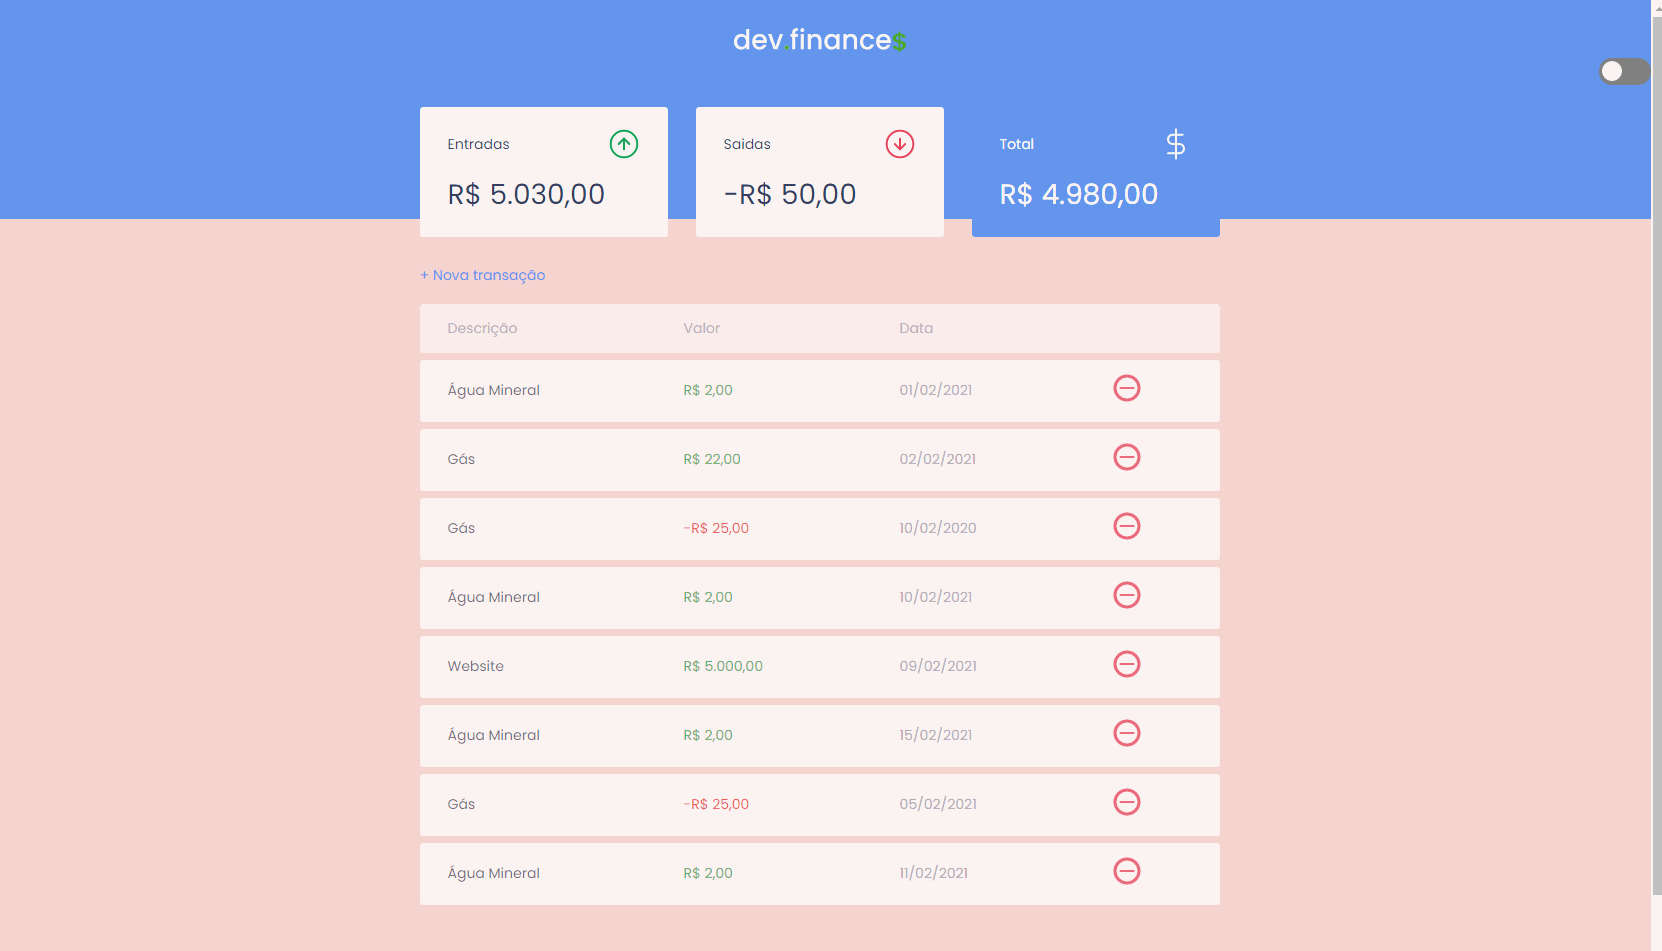 dev.finance$
Entradas
R$ 5.030,00
Saidas
-R$ 50,00
Total
$
R$ 4.980,00
+ Nova transação
Descrição Valor Data
Água Mineral R$ 2,00 01/02/2021
Gás R$ 22,00 02/02/2021
Gás -R$ 25,00 10/02/2020
Água Mineral R$ 2,00 10/02/2021
Website R$ 5.000,00 09/02/2021
Água Mineral R$ 2,00 15/02/2021
Gás -R$ 25,00 05/02/2021
Água Mineral R$ 2,00 11/02/2021